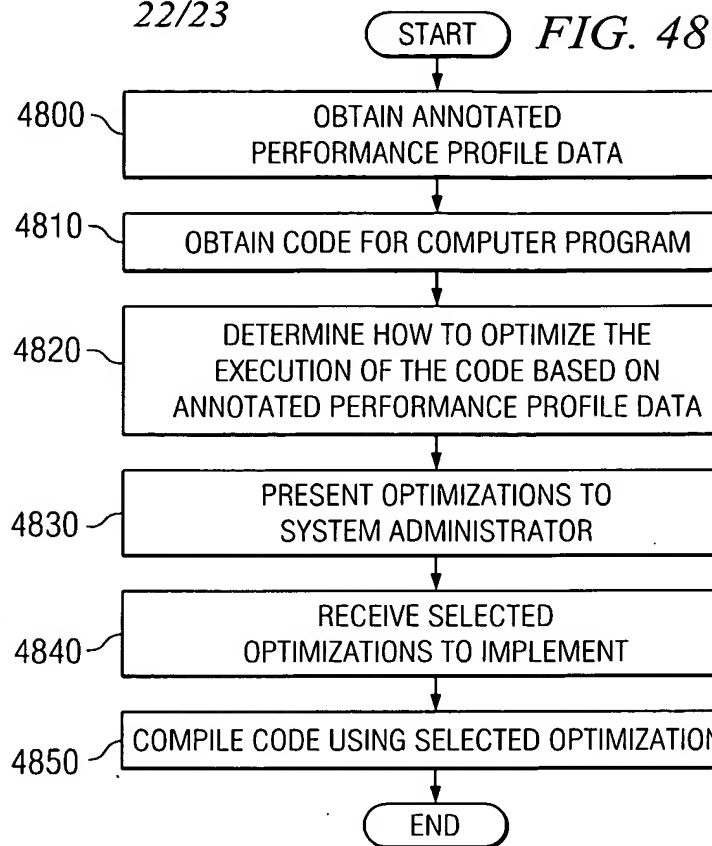 22/23
START
FIG. 48
4800
OBTAIN ANNOTATED
PERFORMANCE PROFILE DATA
4810
OBTAIN CODE FOR COMPUTER PROGRAM
4820
DETERMINE HOW TO OPTIMIZE THE
EXECUTION OF THE CODE BASED ON
ANNOTATED PERFORMANCE PROFILE DATA
4830
PRESENT OPTIMIZATIONS TO
SYSTEM ADMINISTRATOR
4840
RECEIVE SELECTED
OPTIMIZATIONS TO IMPLEMENT
4850
COMPILE CODE USING SELECTED OPTIMIZATION
END